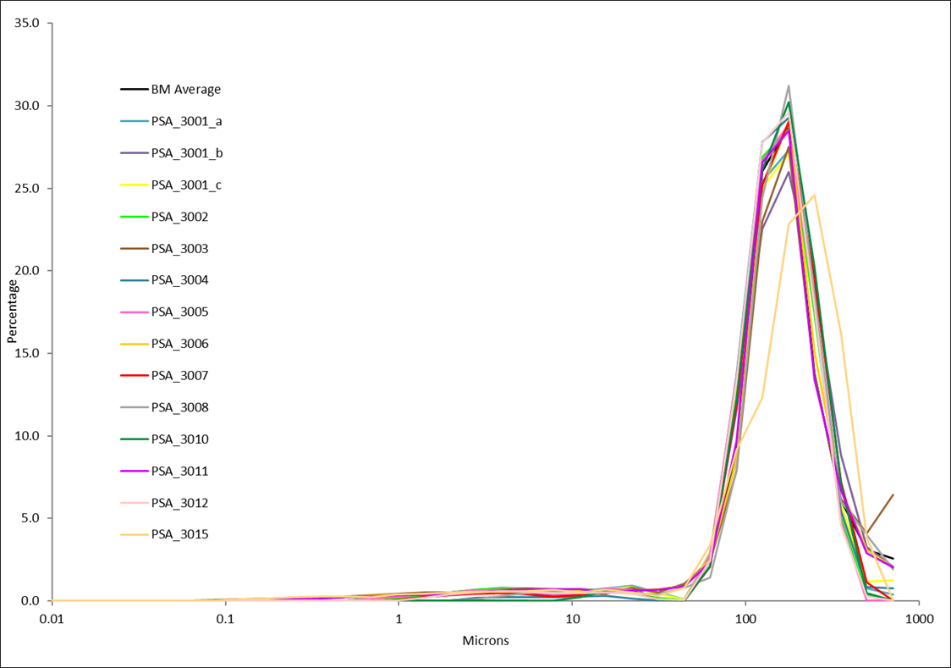 35.0
30.0
25.0
20.0
15.0
10.0
5.0
0.0
Percentage
BM Average
PSA_3001_a
PSA_3001_b
PSA_3001_c
PSA_3002
PSA_3003
PSA_3004
PSA_3005
PSA_3006
PSA_3007
PSA_3008
PSA_3010
PSA_3011
PSA_3012
PSA_3015
0.01 0.1 1 10 100 1000
Microns